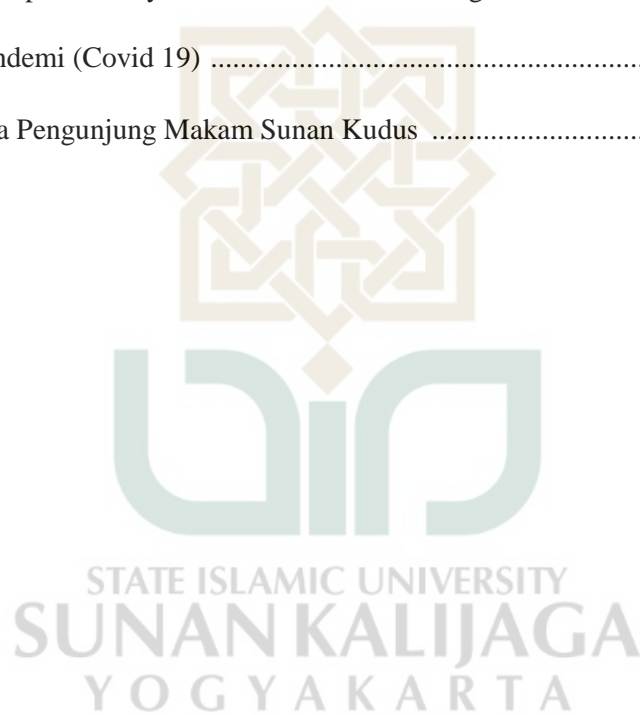 ndemi (Covid 19) ................................................................
a Pengunjung Makam Sunan Kudus ...............................
STATE ISLAMIC UNIVERSITY
SUNAN KALIJAGA
YOGYAKARTA